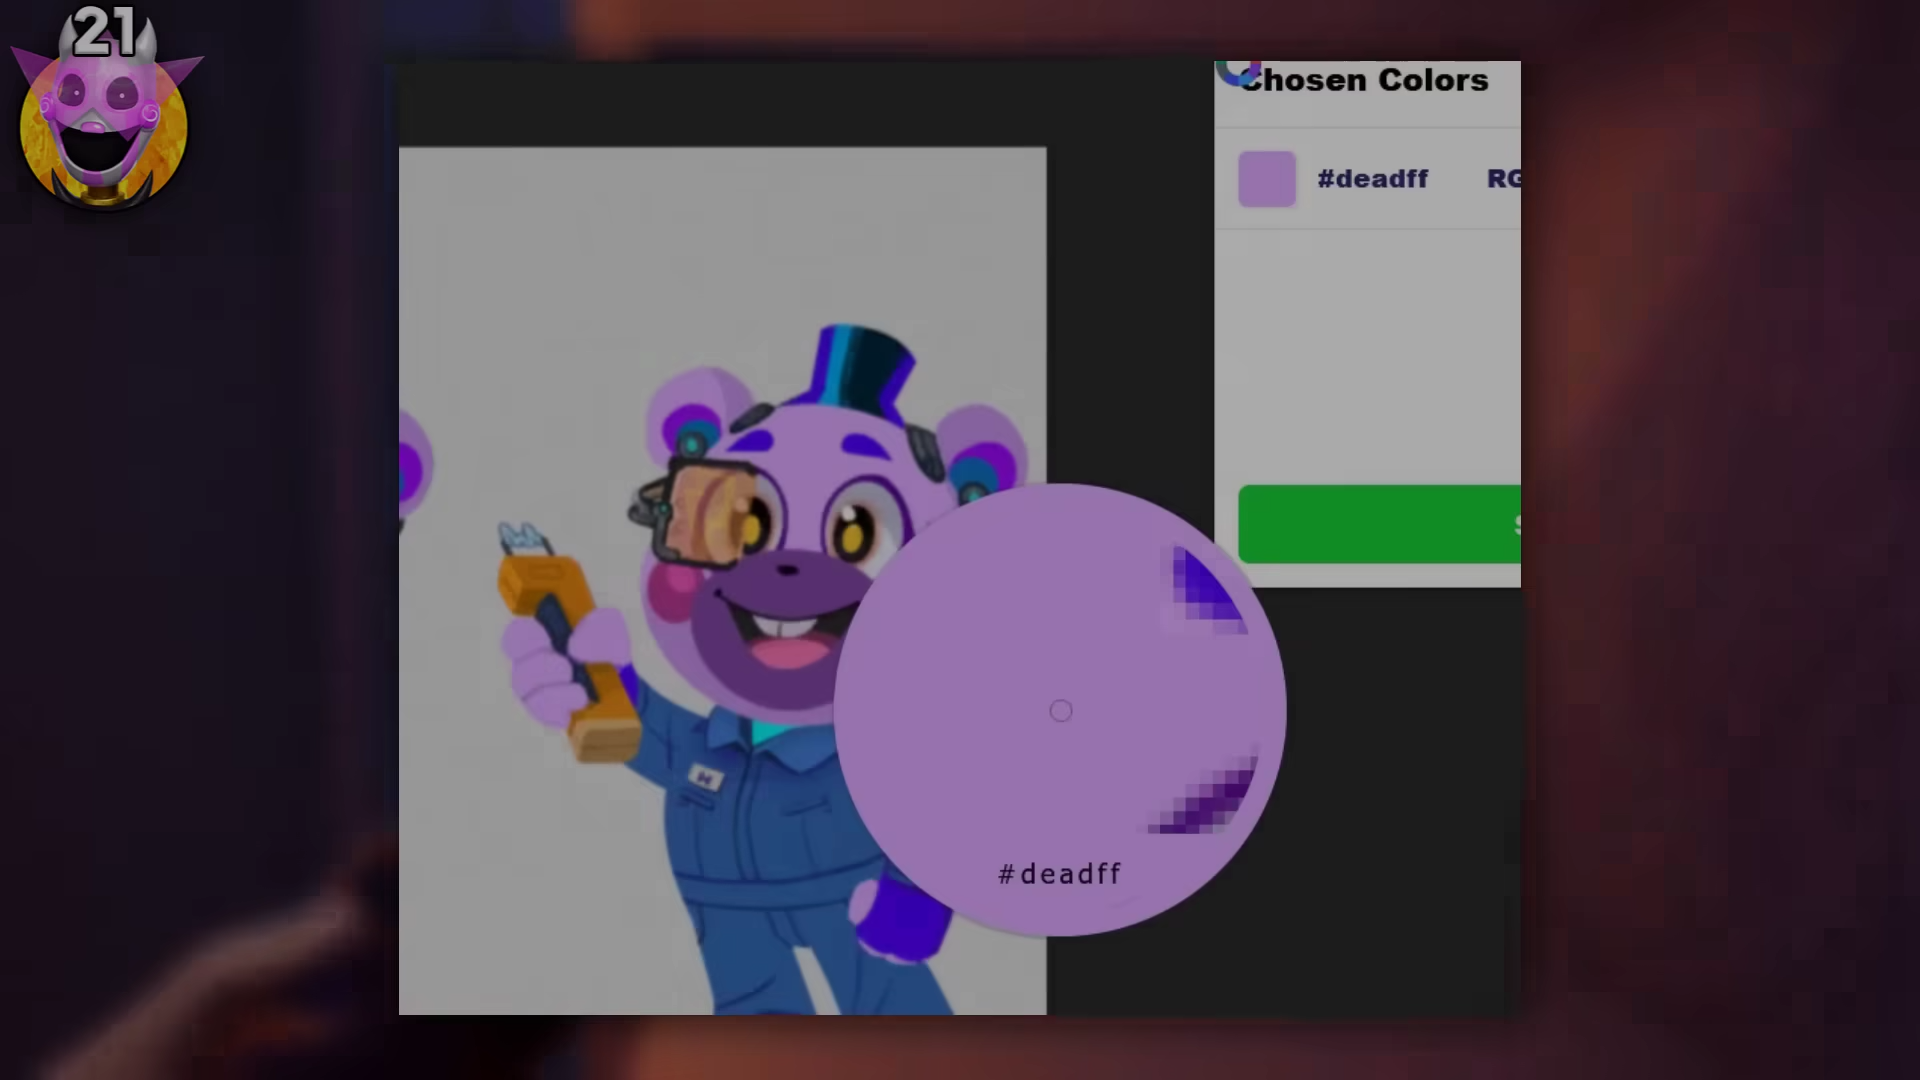 21
Chosen Colors
#deadff RG
S
H
#deadff